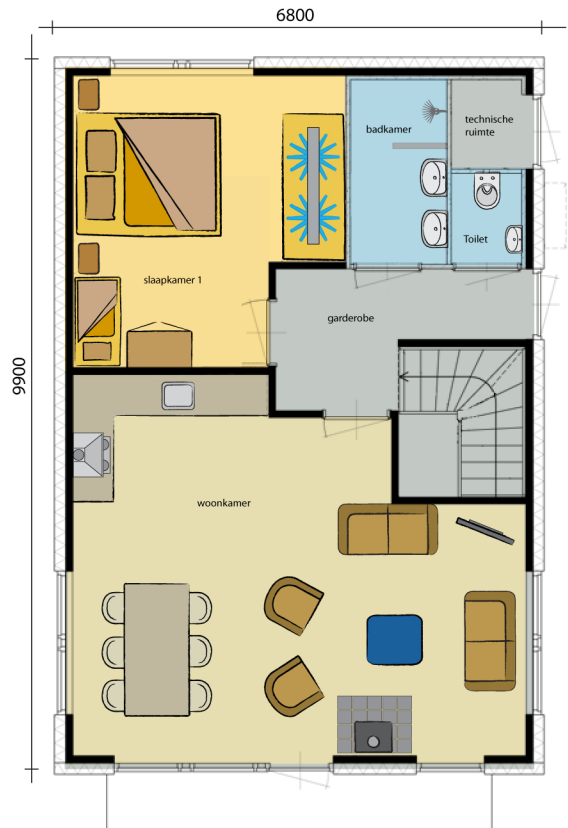 6800
badkamer
technische
ruimte
Toilet
slaapkamer 1
garderobe
9900
woonkamer